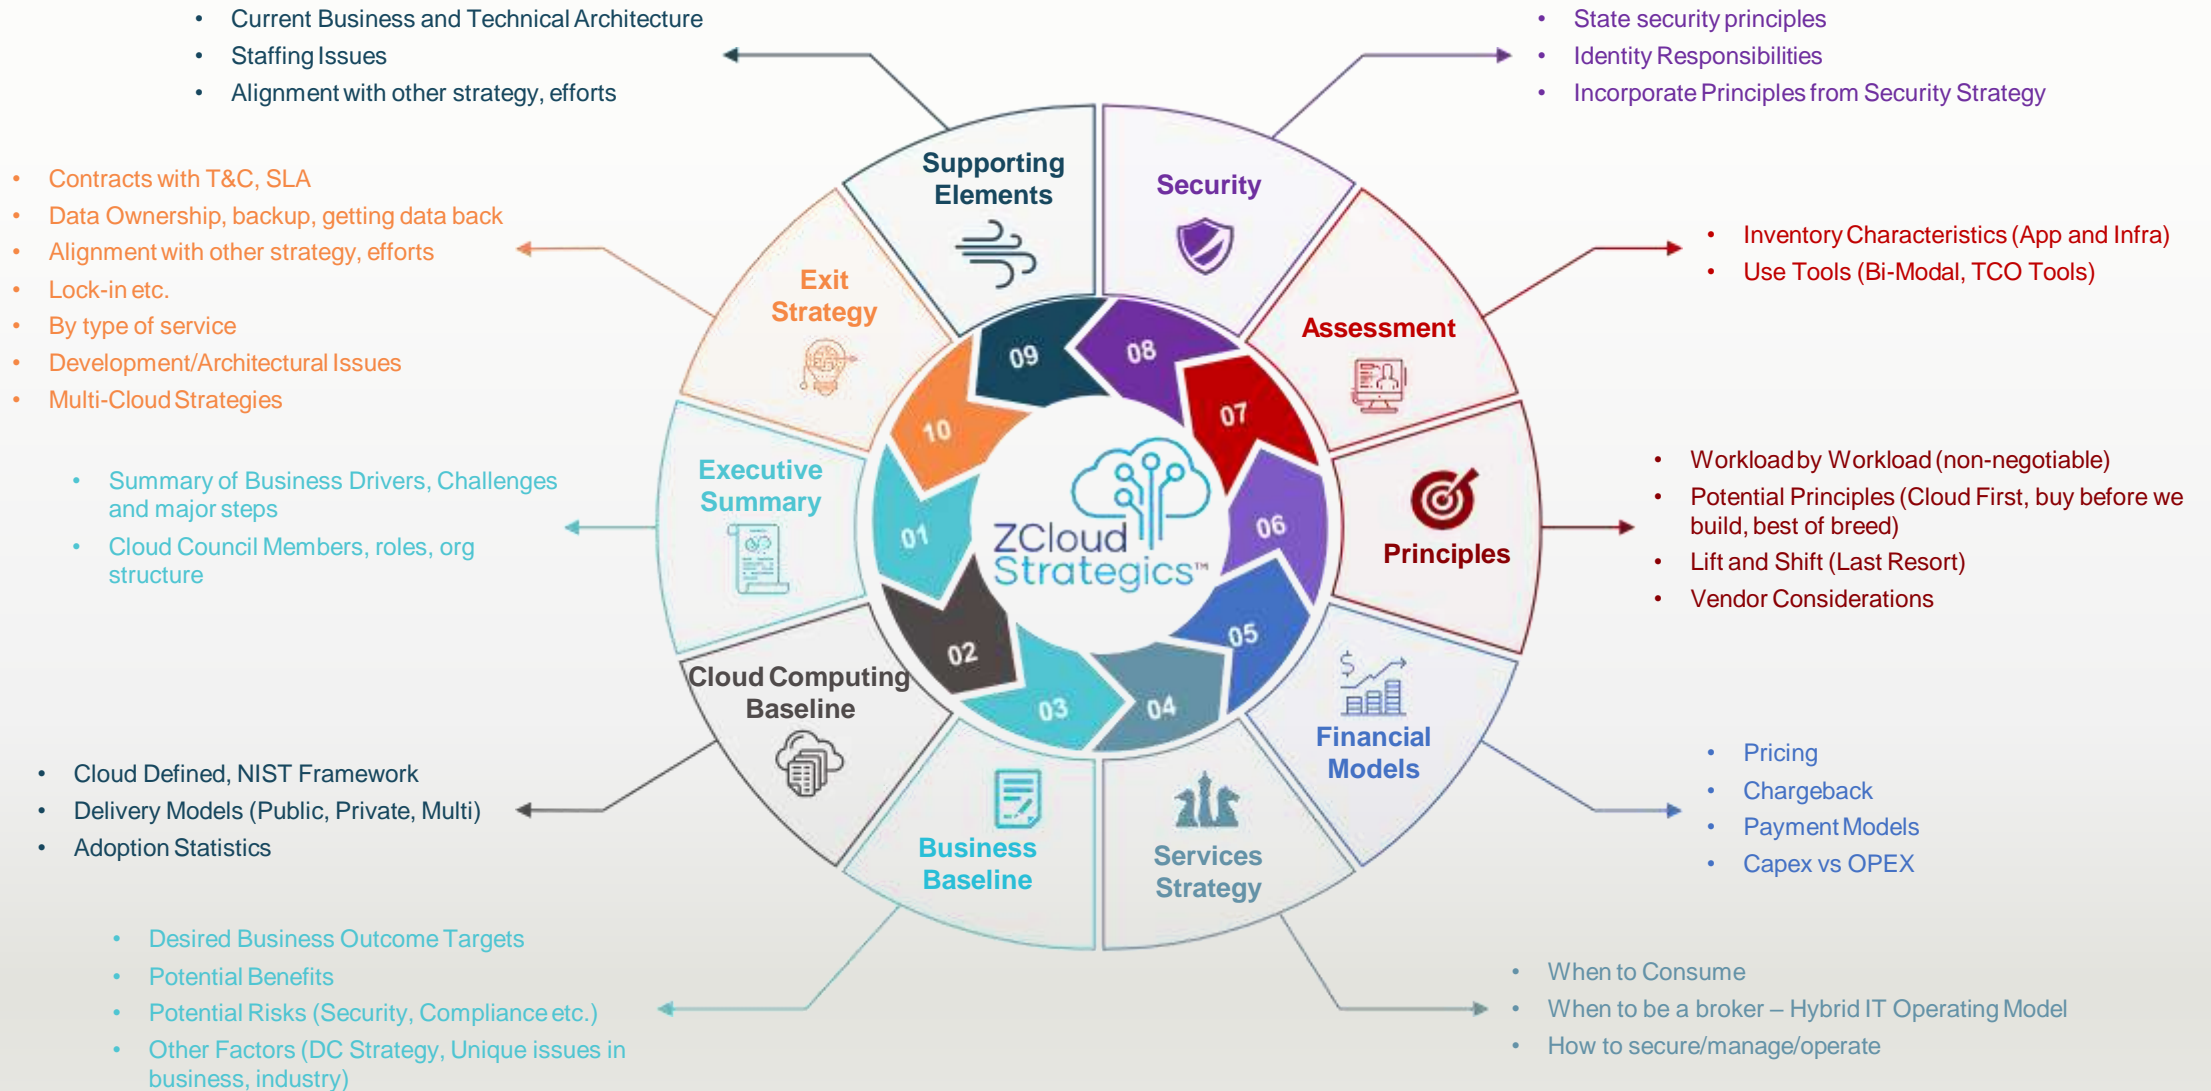 • Current Business and Technical Architecture
• Staffing Issues
• Alignment with other strategy, efforts
• State security principles
• Identity Responsibilities
• Incorporate Principles from Security Strategy
• Contracts with T&C, SLA
• Data Ownership, backup, getting data back
• Alignment with other strategy, efforts
• Lock-in etc.
• By type of service
• Development/Architectural Issues
• Multi-Cloud Strategies
• Inventory Characteristics (App and Infra)
• Use Tools (Bi-Modal, TCO Tools)
• Summary of Business Drivers, Challenges
and major steps
• Cloud Council Members, roles, org
structure
• Workload by Workload (non-negotiable)
• Potential Principles (Cloud First, buy before we
build, best of breed)
• Lift and Shift (Last Resort)
• Vendor Considerations
• Cloud Defined, NIST Framework
• Delivery Models (Public, Private, Multi)
• Adoption Statistics
• Pricing
• Chargeback
• Payment Models
• Capex vs OPEX
• Desired Business Outcome Targets
• Potential Benefits
• Potential Risks (Security, Compliance etc.)
• Other Factors (DC Strategy, Unique issues in
business, industry)
• When to Consume
• When to be a broker – Hybrid IT Operating Model
• How to secure/manage/operate
Supporting
Elements
Security
Exit
Strategy
Assessment
Executive
Summary
Principles
Cloud Computing
Baseline
Financial
Models
Business
Baseline
Services
Strategy
09
08
10
07
01
06
02
05
03
04
ZCloud
Strategics™